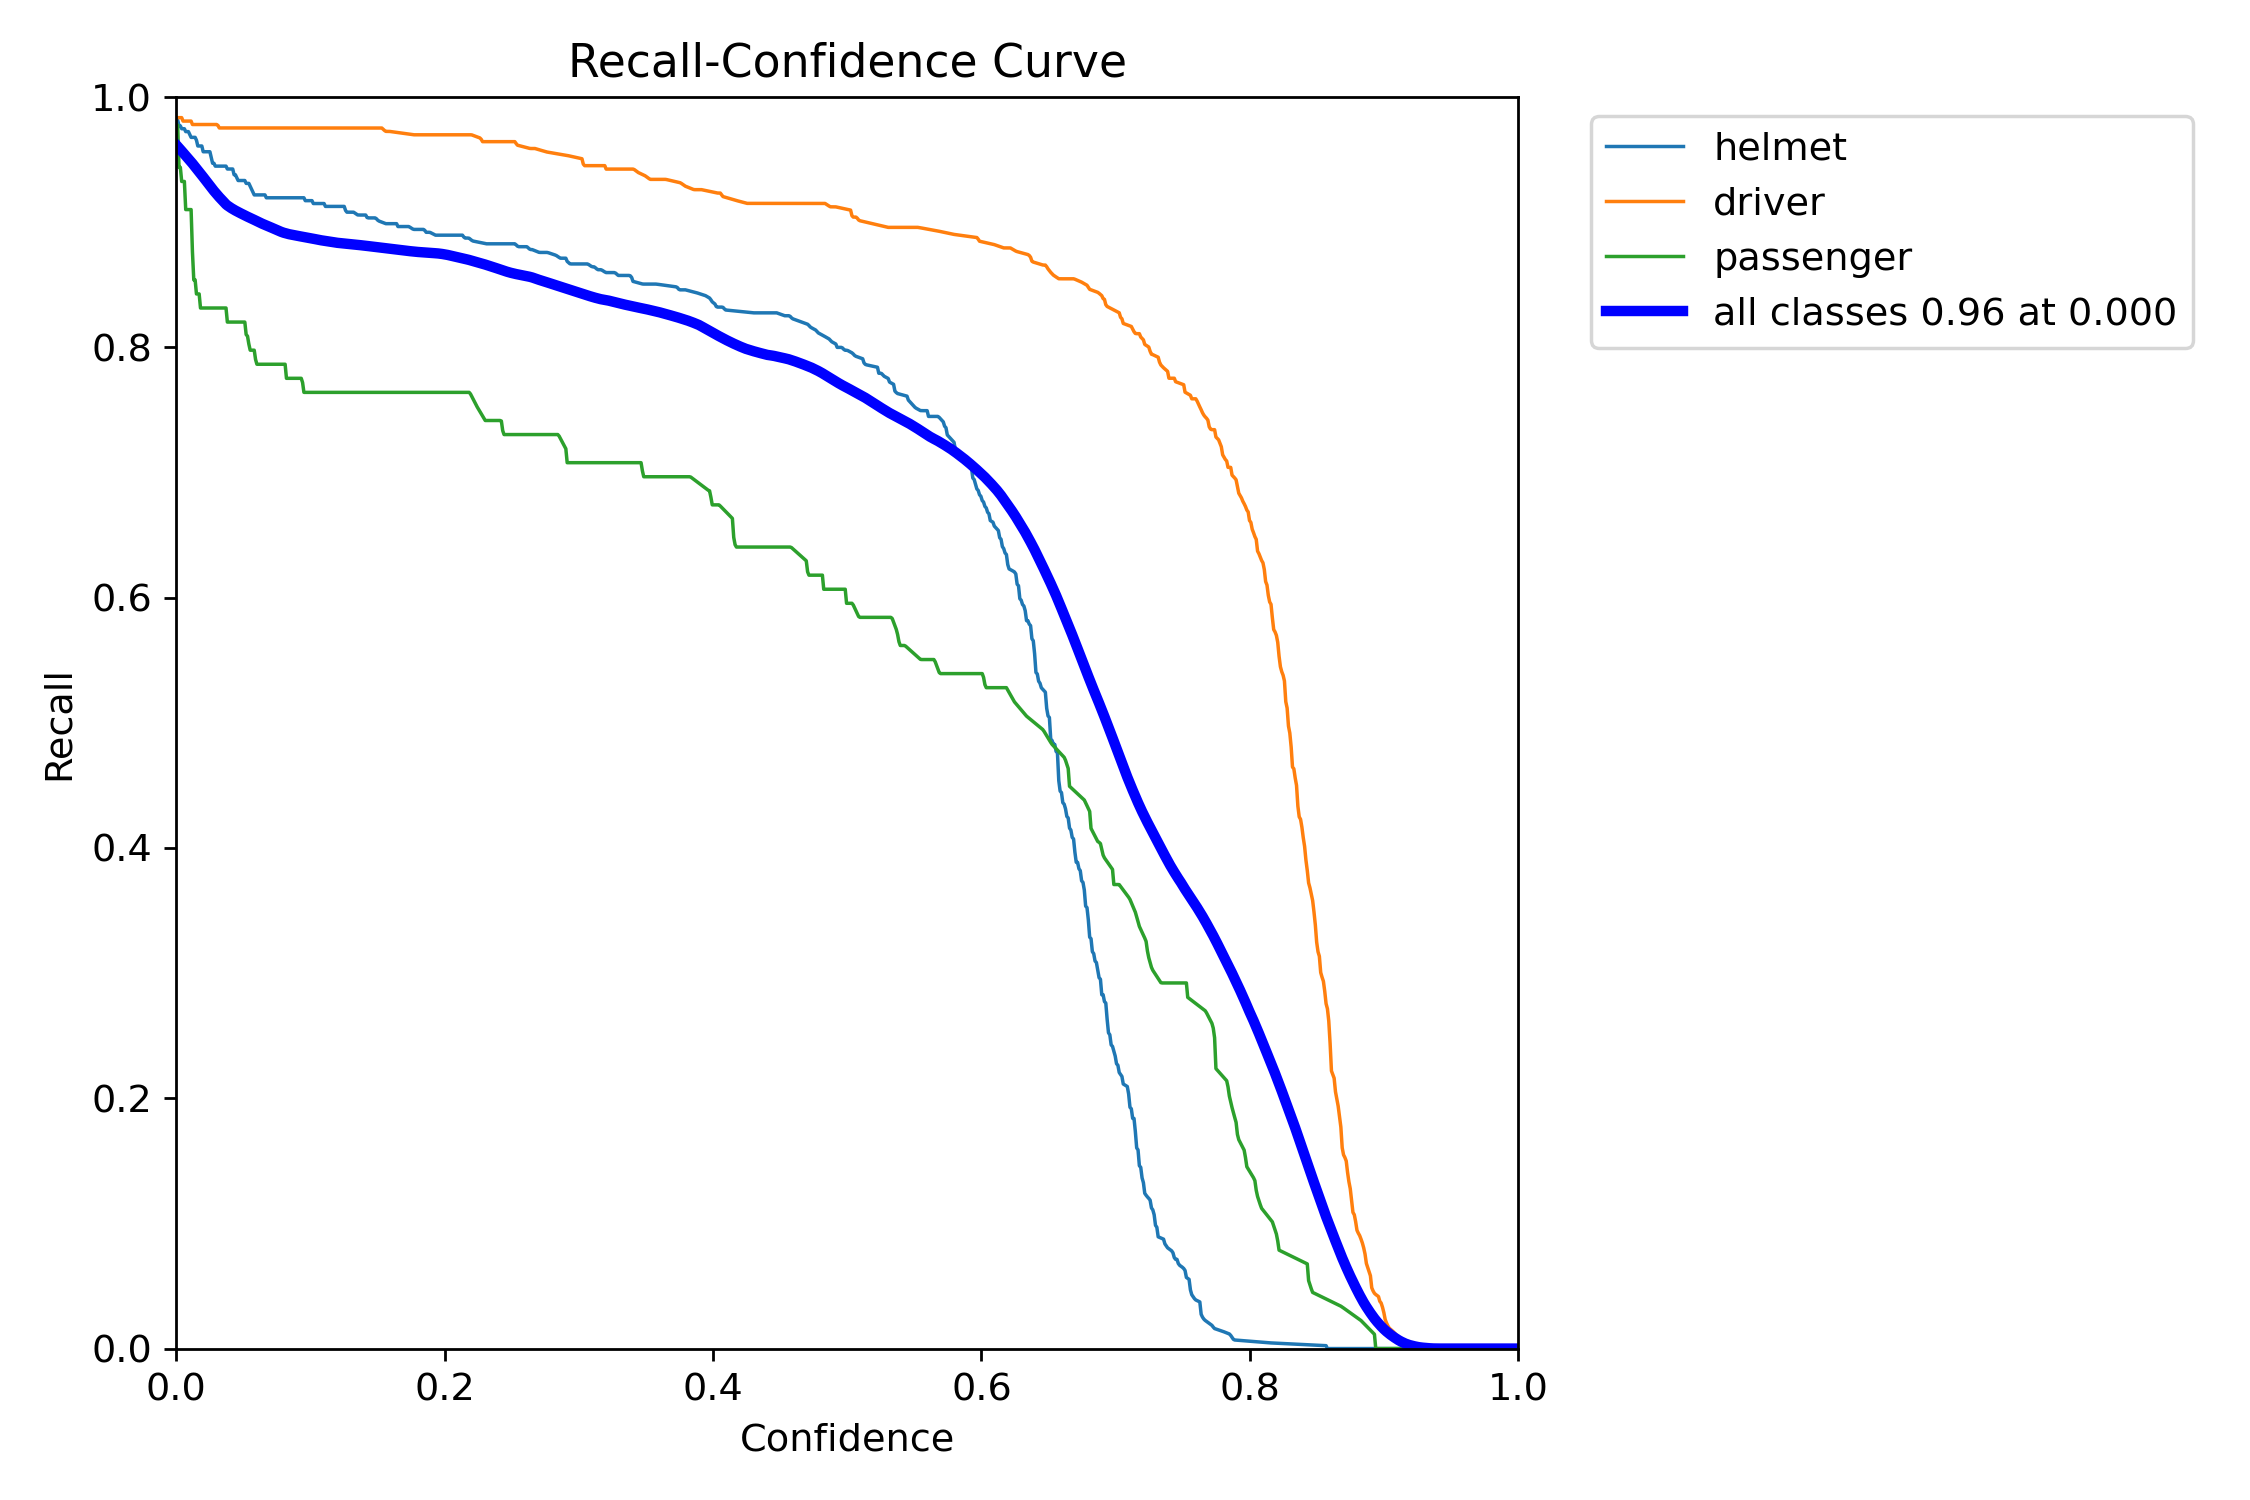 Recall-Confidence Curve
1.0
0.8
0.6
0.4
0.2
0.0
Recall
0.0 0.2 0.4 0.6 0.8 1.0
Confidence
helmet
driver
passenger
all classes 0.96 at 0.000